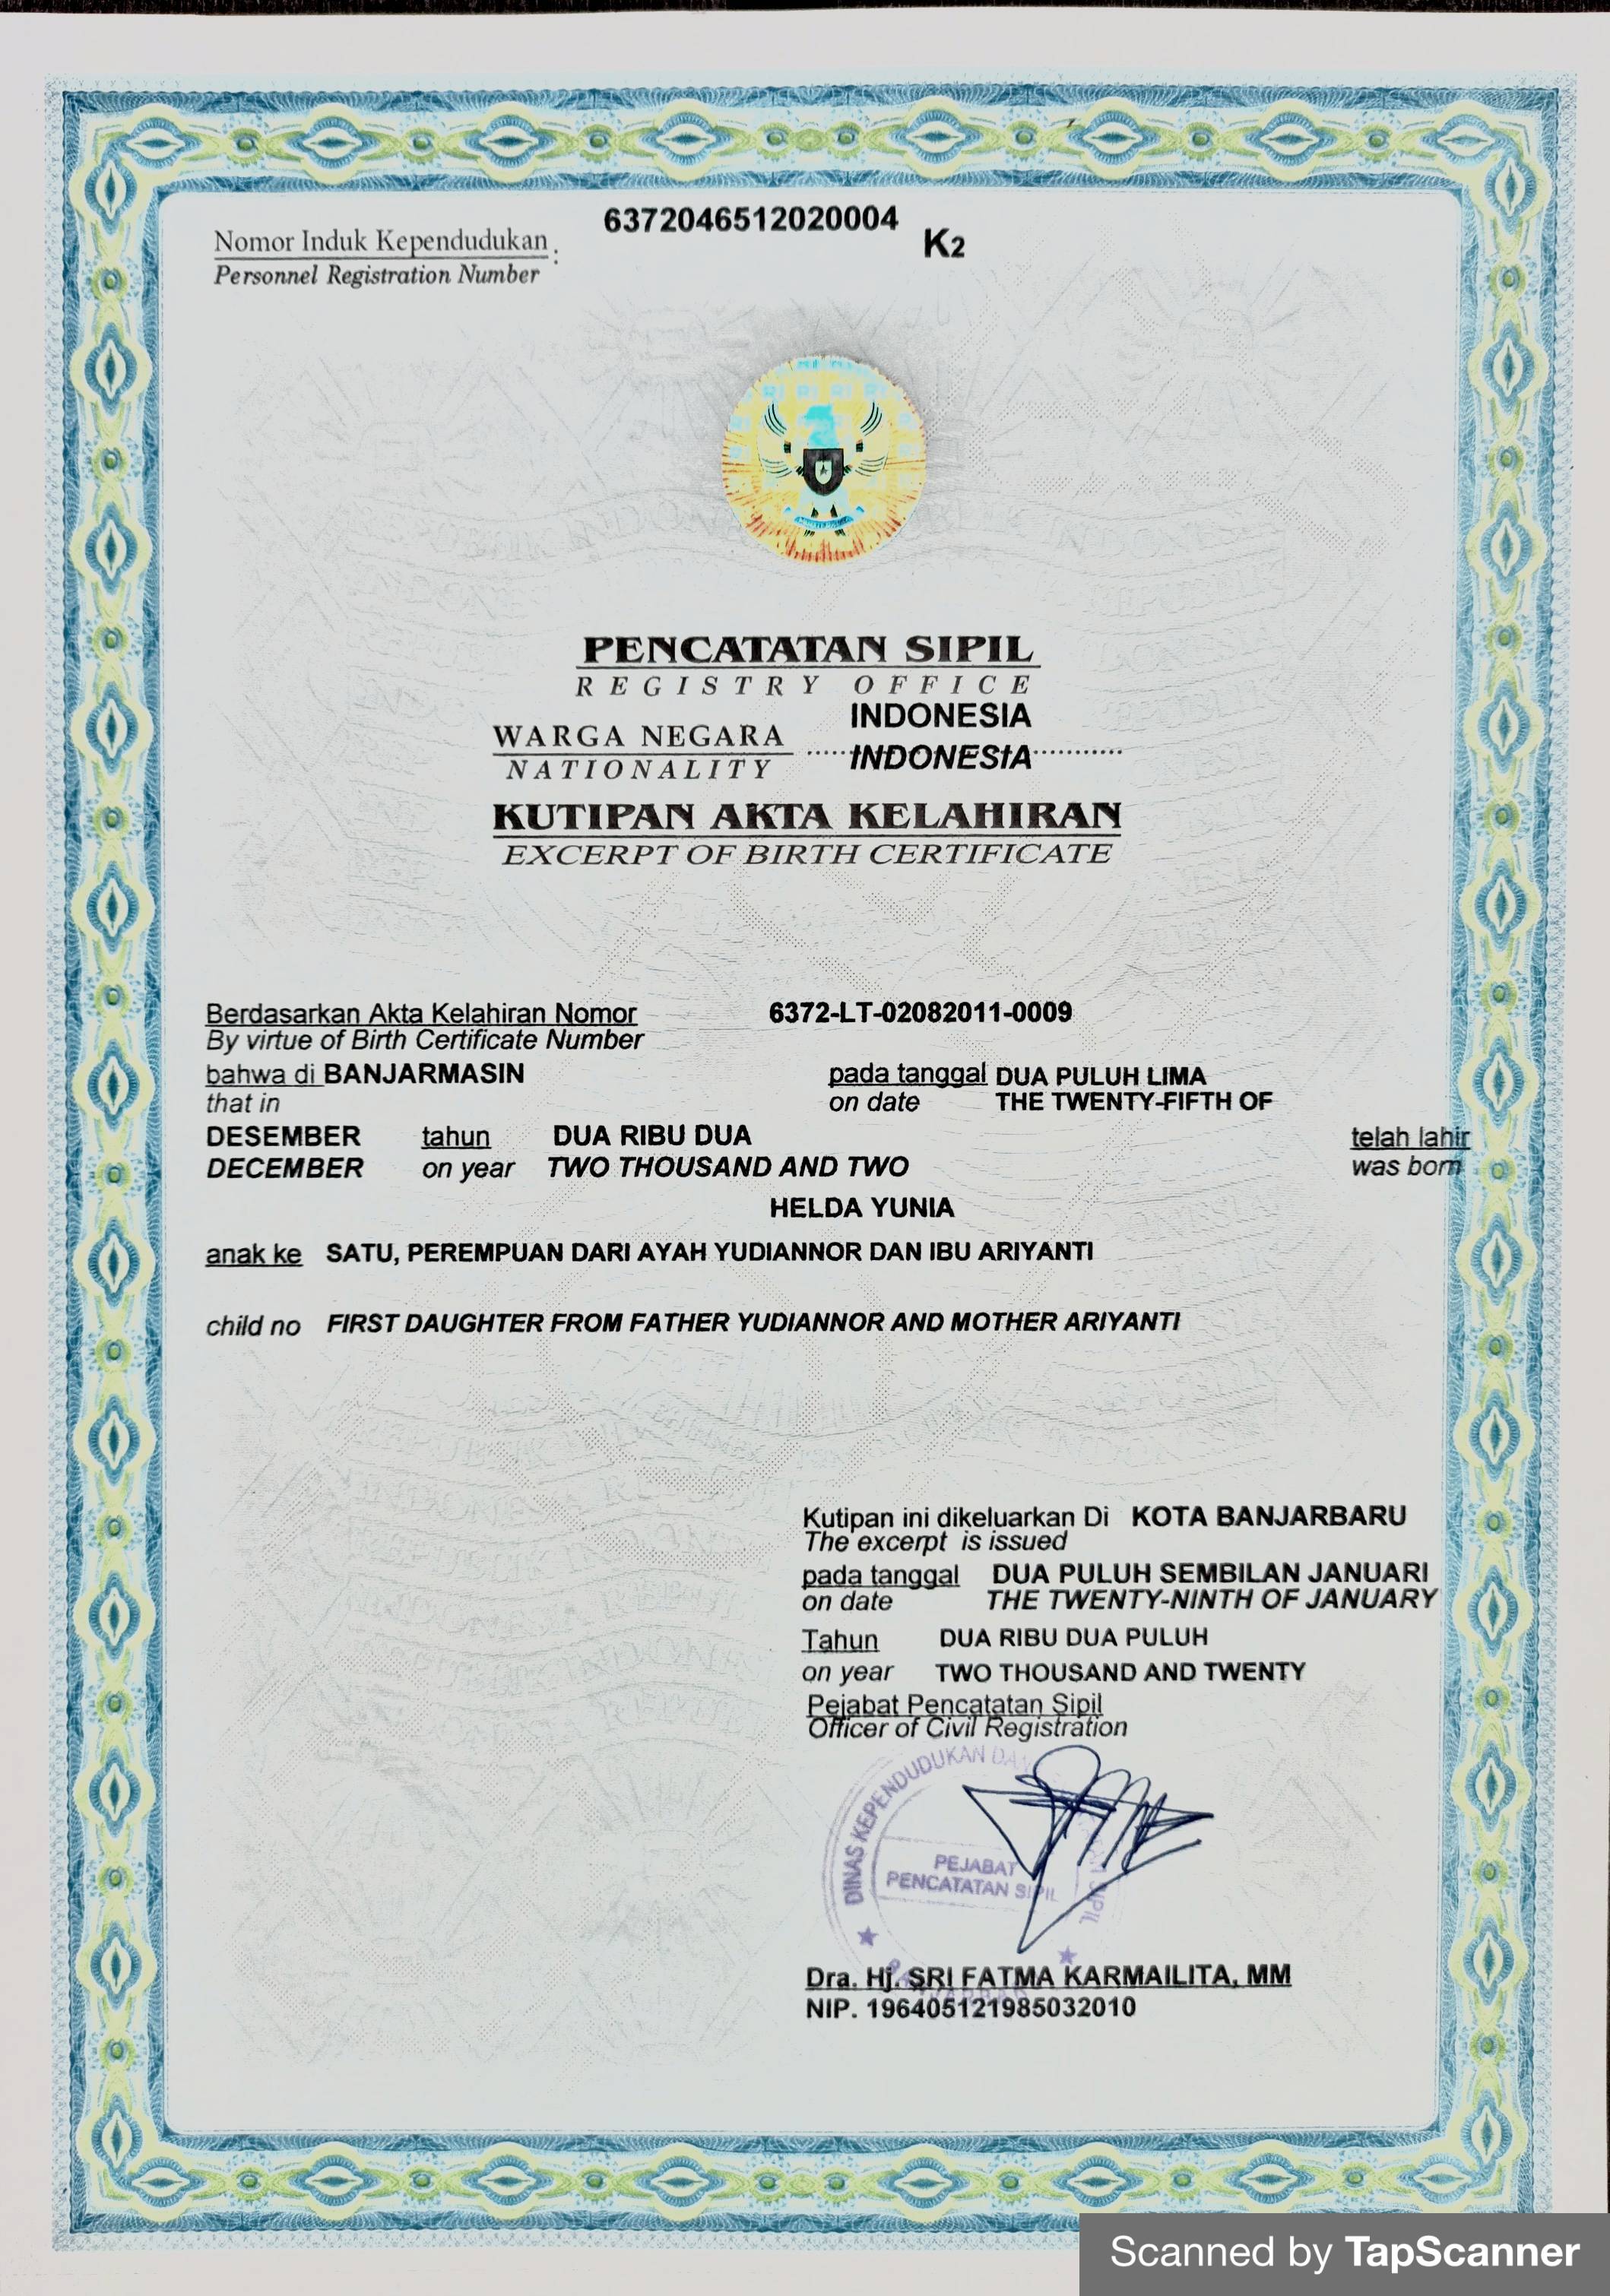 6372046512020004
K2
Nomor Induk Kependudukan :
Personnel Registration Number
PENCATATAN SIPIL
REGISTRY OFFICE
INDONESIA
WARGA NEGARA
INDONESIA
NATIONALITY
KUTIPAN AKTA KELAHIRAN
EXCERPT OF BIRTH CERTIFICATE
Berdasarkan Akta Kelahiran Nomor 6372-LT-02082011-0009
By virtue of Birth Certificate Number
bahwa di BANJARMASIN pada tanggal DUA PULUH LIMA
that in on date THE TWENTY-FIFTH OF
DESEMBER tahun DUA RIBU DUA telah lahir
DECEMBER on year TWO THOUSAND AND TWO was born
HELDA YUNIA
anak ke SATU, PEREMPUAN DARI AYAH YUDIANNOR DAN IBU ARIYANTI
child no FIRST DAUGHTER FROM FATHER YUDIANNOR AND MOTHER ARIYANTI
Kutipan ini dikeluarkan Di KOTA BANJARBARU
The excerpt is issued
pada tanggal DUA PULUH SEMBILAN JANUARI
on date THE TWENTY-NINTH OF JANUARY
Tahun DUA RIBU DUA PULUH
on year TWO THOUSAND AND TWENTY
Pejabat Pencatatan Sipil
Officer of Civil Registration
DINAS KEPENDUDUKAN DAN
SIPIL
PEJABAT
PENCATATAN SIPIL
Dra. Hj. SRI FATMA KARMAILITA, MM
NIP. 196405121985032010
Scanned by TapScanner